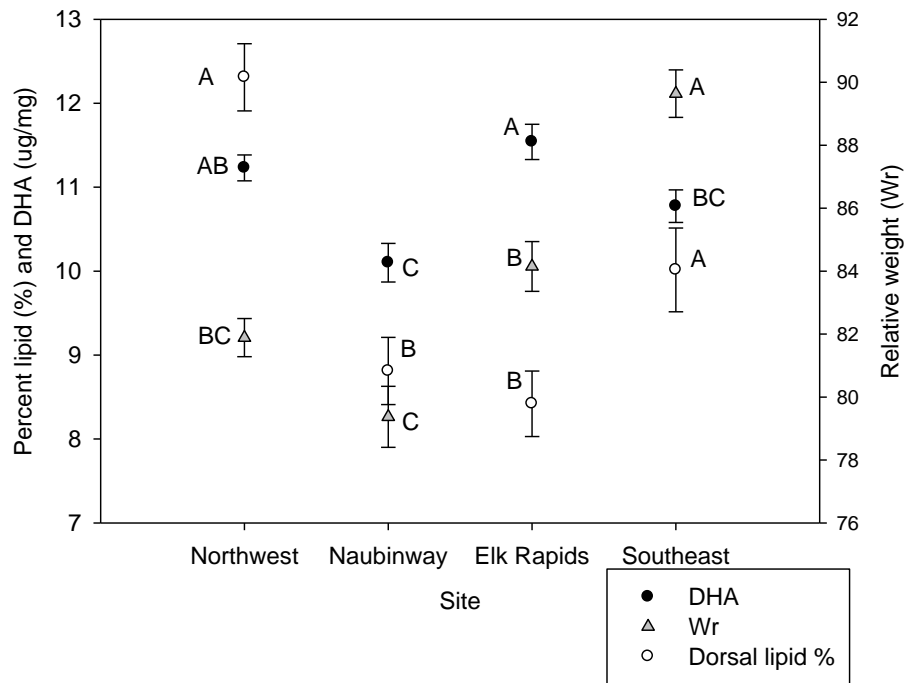 Percent lipid (%) and DHA (ug/mg)
13
12
11
10
9
8
7
A
AB
BC
C
B
C
A
B
B
A
BC
A
92
90
88
86
84
82
80
78
76
Relative weight (Wr)
Northwest Naubinway Elk Rapids Southeast
Site
DHA
Wr
Dorsal lipid %